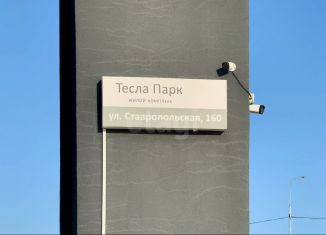 Тесла Парк
жилой комплекс
ул. Ставропольская, 160